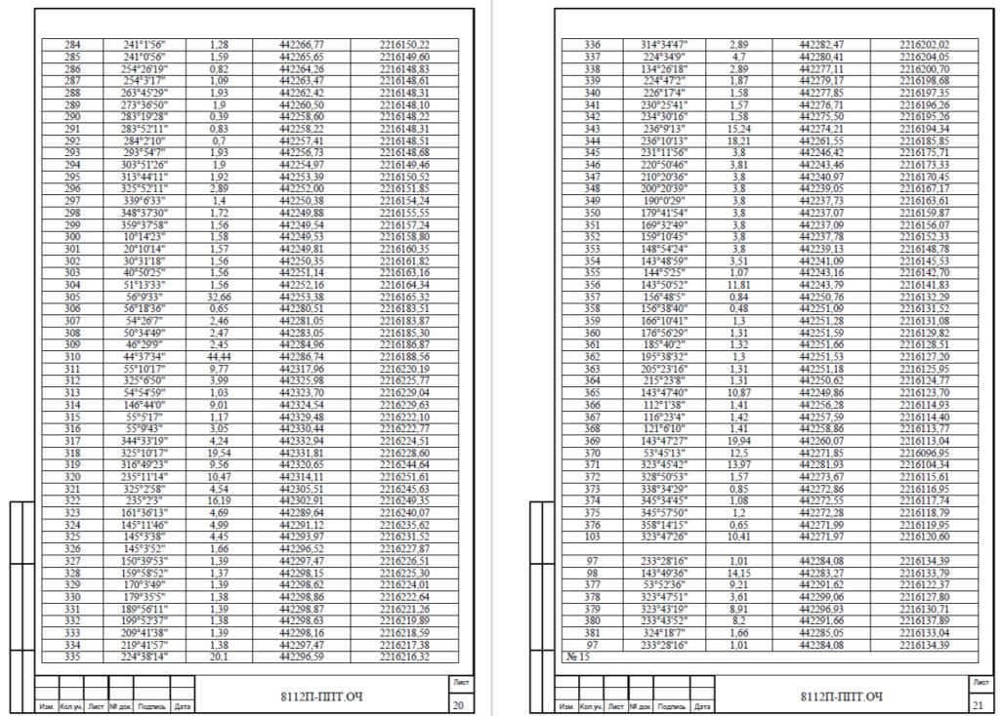 284 241°1'56" 1,28 442266,77 2216150,22
285 241°0'56" 1,59 442265,65 2216149,60
286 254°26'19" 0,82 442264,26 2216148,83
287 254°3'17" 1,09 442263,47 2216148,61
288 263°45'29" 1,93 442262,42 2216148,31
289 273°36'50" 1,9 442260,50 2216148,10
290 283°19'28" 0,39 442258,60 2216148,22
291 283°52'11" 0,83 442258,22 2216148,31
292 284°2'10" 0,7 442257,41 2216148,51
293 293°54'7" 1,93 442256,73 2216148,68
294 303°51'26" 1,9 442254,97 2216149,46
295 313°44'11" 1,92 442253,39 2216150,52
296 325°52'11" 2,89 442252,00 2216151,85
297 339°6'33" 1,4 442250,38 2216154,24
298 348°37'30" 1,72 442249,88 2216155,55
299 359°37'58" 1,56 442249,54 2216157,24
300 10°14'23" 1,58 442249,53 2216158,80
301 20°10'14" 1,57 442249,81 2216160,35
302 30°31'18" 1,56 442250,35 2216161,82
303 40°50'25" 1,56 442251,14 2216163,16
304 51°13'33" 1,56 442252,16 2216164,34
305 56°9'33" 32,66 442253,38 2216165,32
306 56°18'36" 0,65 442280,51 2216183,51
307 54°26'7" 2,46 442281,05 2216183,87
308 50°34'49" 2,47 442283,05 2216185,30
309 46°29'9" 2,45 442284,96 2216186,87
310 44°37'34" 44,44 442286,74 2216188,56
311 55°10'17" 9,77 442317,96 2216220,19
312 325°6'50" 3,99 442325,98 2216225,77
313 54°54'59" 1,03 442323,70 2216229,04
314 146°44'0" 9,01 442324,54 2216229,63
315 55°5'17" 1,17 442329,48 2216222,10
316 55°9'43" 3,05 442330,44 2216222,77
317 344°33'19" 4,24 442332,94 2216224,51
318 325°10'17" 19,54 442331,81 2216228,60
319 316°49'23" 9,56 442320,65 2216244,64
320 235°11'14" 10,47 442314,11 2216251,61
321 325°2'58" 4,54 442305,51 2216245,63
322 235°2'3" 16,19 442302,91 2216249,35
323 161°36'13" 4,69 442289,64 2216240,07
324 145°11'46" 4,99 442291,12 2216235,62
325 145°3'38" 4,45 442293,97 2216231,52
326 145°3'52" 1,66 442296,52 2216227,87
327 150°39'53" 1,39 442297,47 2216226,51
328 159°58'52" 1,37 442298,15 2216225,30
329 170°3'49" 1,39 442298,62 2216224,01
330 179°35'5" 1,38 442298,86 2216222,64
331 189°56'11" 1,39 442298,87 2216221,26
332 199°52'37" 1,38 442298,63 2216219,89
333 209°41'38" 1,39 442298,16 2216218,59
334 219°41'57" 1,38 442297,47 2216217,38
335 224°38'14" 20,1 442296,59 2216216,32
Изм. Кол.уч. Лист № док. Подпись Дата
8112П-ППТ.ОЧ
Лист
20
336 314°34'47" 2,89 442282,47 2216202,02
337 224°34'9" 4,7 442280,41 2216204,05
338 134°26'18" 2,89 442277,11 2216200,70
339 224°47'2" 1,87 442279,17 2216198,68
340 226°17'4" 1,58 442277,85 2216197,35
341 230°25'41" 1,57 442276,71 2216196,26
342 234°30'16" 1,58 442275,50 2216195,26
343 236°9'13" 15,24 442274,21 2216194,34
344 236°10'13" 18,21 442261,55 2216185,85
345 231°11'56" 3,8 442246,42 2216175,71
346 220°50'46" 3,81 442243,46 2216173,33
347 210°20'36" 3,8 442240,97 2216170,45
348 200°20'39" 3,8 442239,05 2216167,17
349 190°0'29" 3,8 442237,73 2216163,61
350 179°41'54" 3,8 442237,07 2216159,87
351 169°32'49" 3,8 442237,09 2216156,07
352 159°10'45" 3,8 442237,78 2216152,33
353 148°54'24" 3,8 442239,13 2216148,78
354 143°48'59" 3,51 442241,09 2216145,53
355 144°5'25" 1,07 442243,16 2216142,70
356 143°50'52" 11,81 442243,79 2216141,83
357 156°48'5" 0,84 442250,76 2216132,29
358 156°38'40" 0,48 442251,09 2216131,52
359 166°10'41" 1,3 442251,28 2216131,08
360 176°56'29" 1,31 442251,59 2216129,82
361 185°40'2" 1,32 442251,66 2216128,51
362 195°38'32" 1,3 442251,53 2216127,20
363 205°23'16" 1,31 442251,18 2216125,95
364 215°23'8" 1,31 442250,62 2216124,77
365 143°47'40" 10,87 442249,86 2216123,70
366 112°1'38" 1,41 442256,28 2216114,93
367 116°23'4" 1,42 442257,59 2216114,40
368 121°6'10" 1,41 442258,86 2216113,77
369 143°47'27" 19,94 442260,07 2216113,04
370 53°45'13" 12,5 442271,85 2216096,95
371 323°45'42" 13,97 442281,93 2216104,34
372 328°50'53" 1,57 442273,67 2216115,61
373 338°34'29" 0,85 442272,86 2216116,95
374 345°34'45" 1,08 442272,55 2216117,74
375 345°57'50" 1,2 442272,28 2216118,79
376 358°14'15" 0,65 442271,99 2216119,95
103 323°47'26" 10,41 442271,97 2216120,60
97 233°28'16" 1,01 442284,08 2216134,39
98 143°49'36" 14,15 442283,27 2216133,79
377 53°52'36" 9,21 442291,62 2216122,37
378 323°47'51" 3,61 442299,06 2216127,80
379 323°43'19" 8,91 442296,93 2216130,71
380 233°43'52" 8,2 442291,66 2216137,89
381 324°18'7" 1,66 442285,05 2216133,04
97 233°28'16" 1,01 442284,08 2216134,39
№ 15
Изм. Кол.уч. Лист № док. Подпись Дата
8112П-ППТ.ОЧ
Лист
21